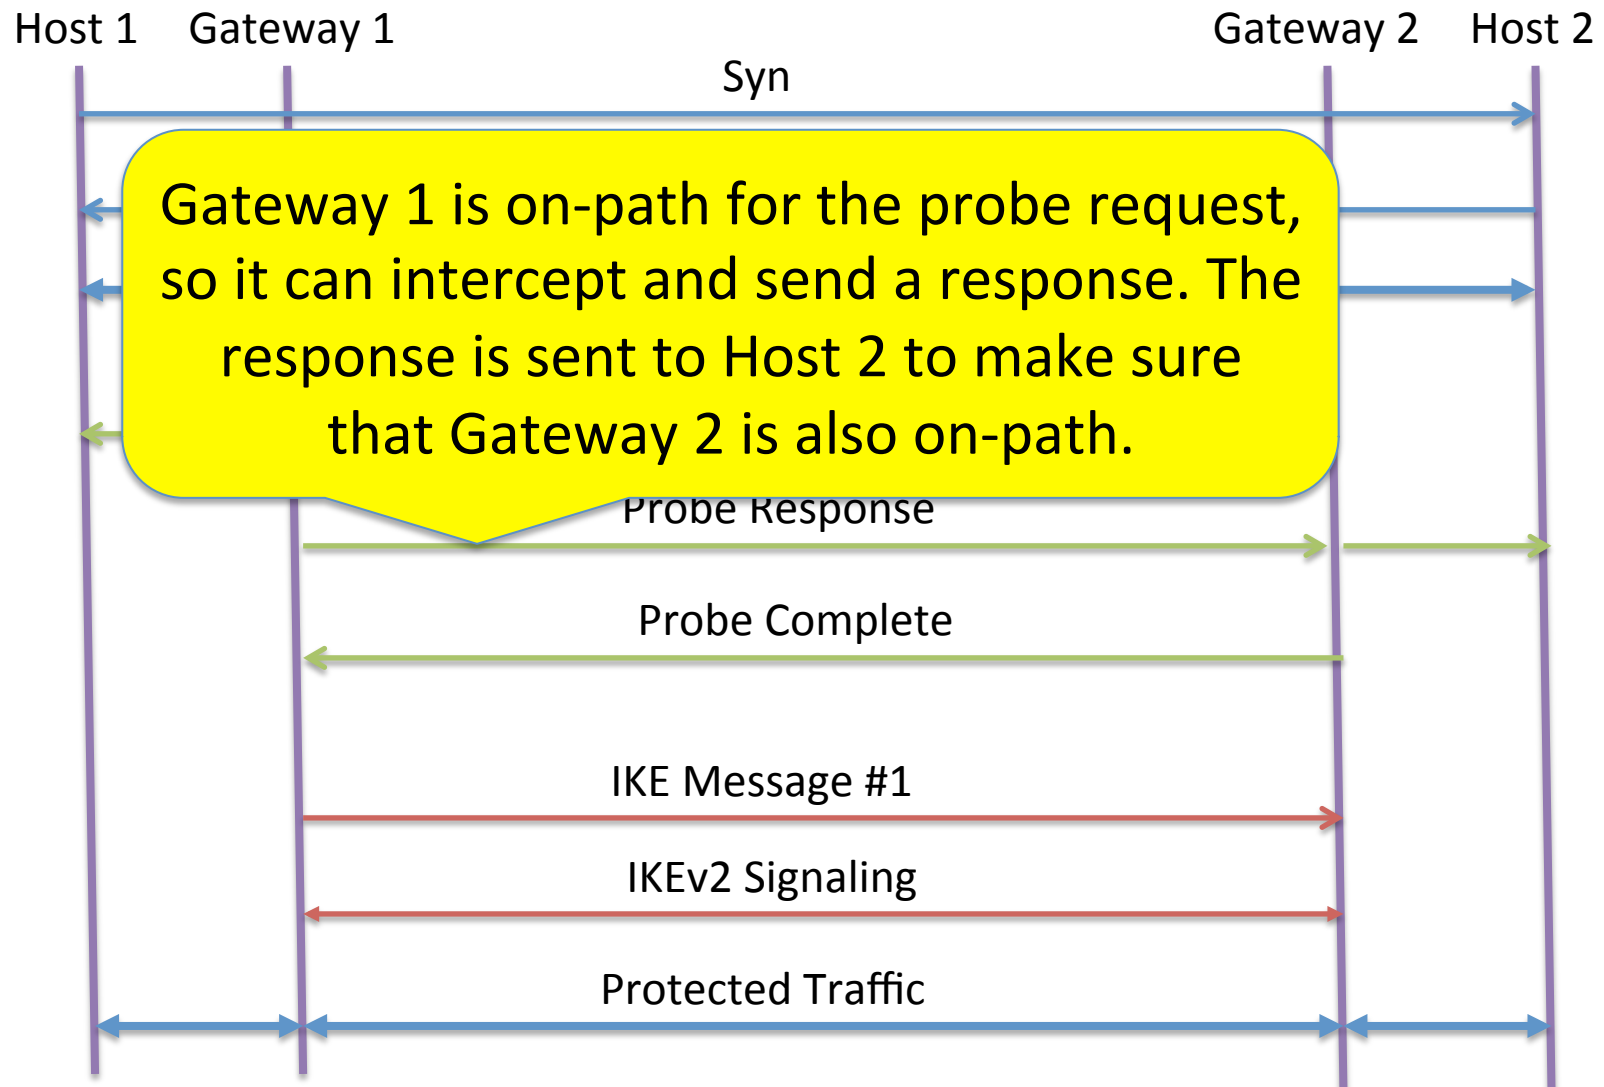 Host 1 Gateway 1 Gateway 2 Host 2
Syn
Gateway 1 is on-path for the probe request,
so it can intercept and send a response. The
response is sent to Host 2 to make sure
that Gateway 2 is also on-path.
Probe Response
Probe Complete
IKE Message #1
IKEv2 Signaling
Protected Traffic